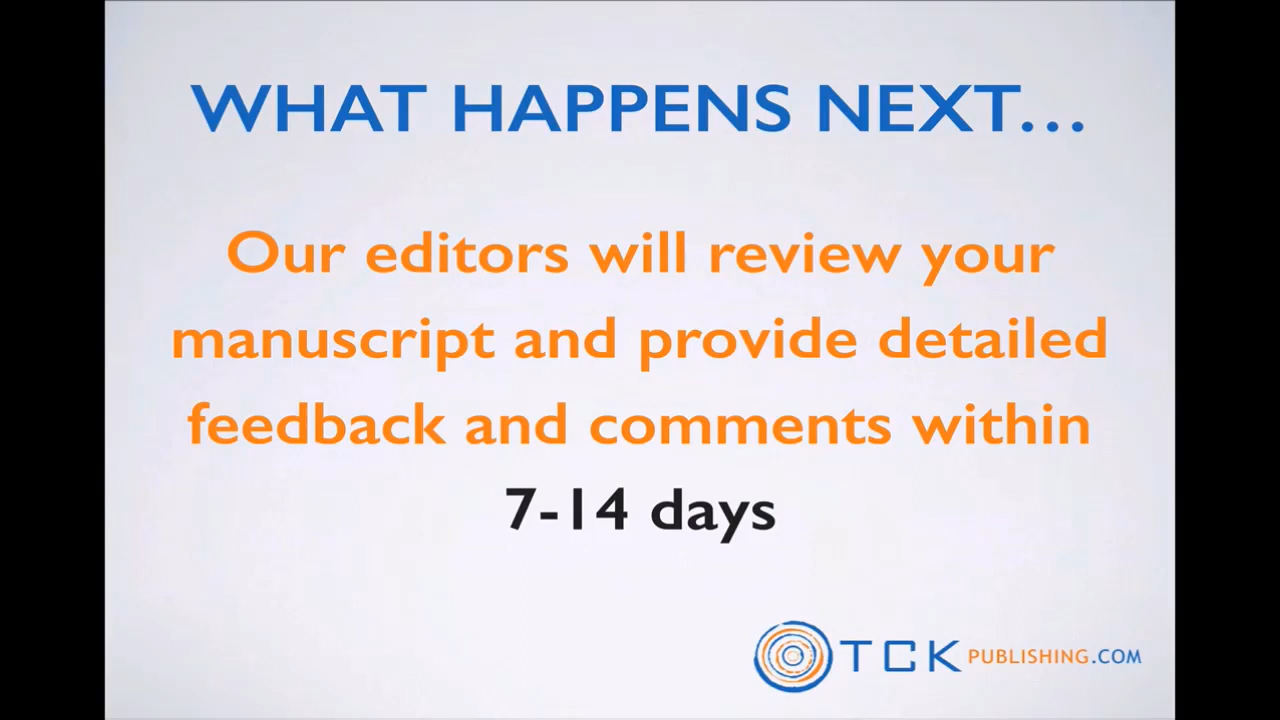 WHAT HAPPENS NEXT...
Our editors will review your
manuscript and provide detailed
feedback and comments within
7-14 days
TCK PUBLISHING.COM